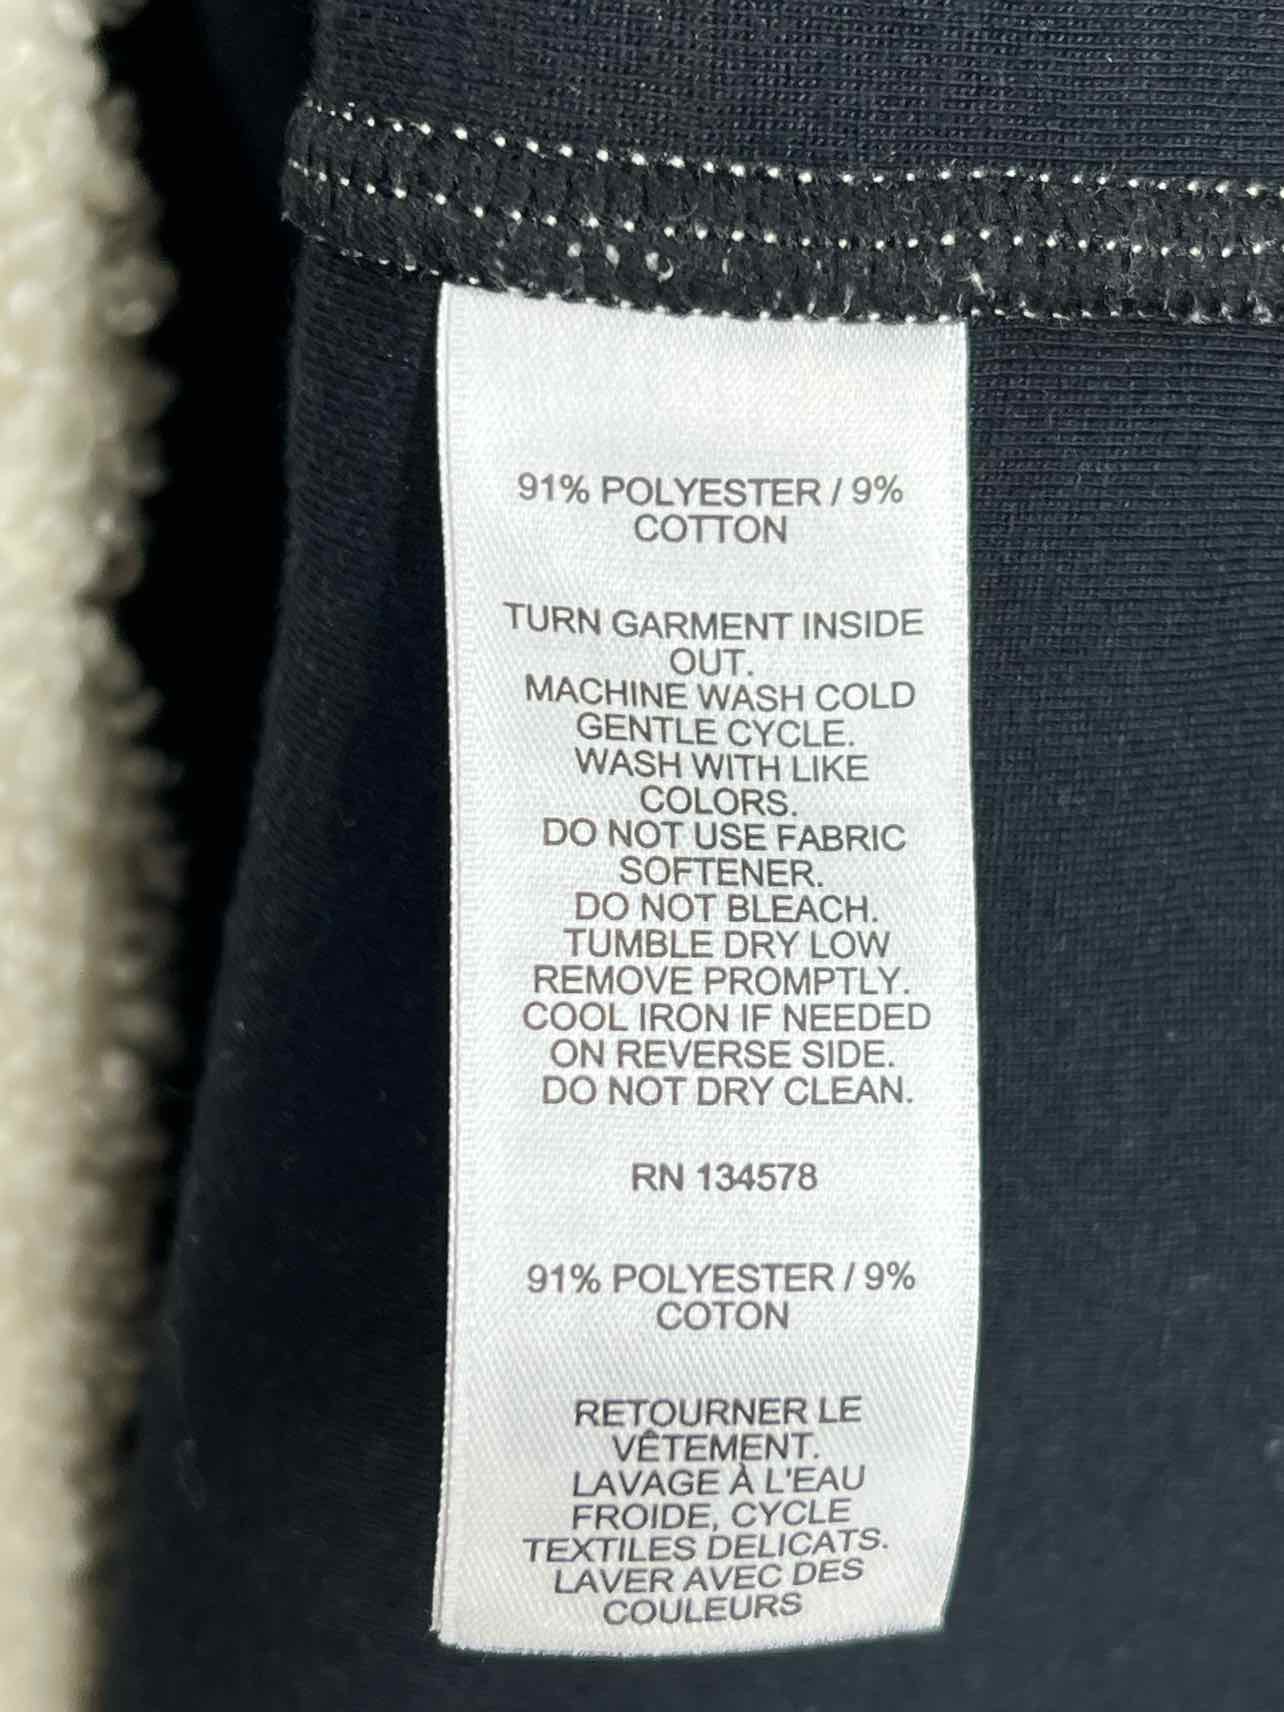 91% POLYESTER / 9%
COTTON
TURN GARMENT INSIDE
OUT.
MACHINE WASH COLD
GENTLE CYCLE.
WASH WITH LIKE
COLORS.
DO NOT USE FABRIC
SOFTENER.
DO NOT BLEACH.
TUMBLE DRY LOW
REMOVE PROMPTLY.
COOL IRON IF NEEDED
ON REVERSE SIDE.
DO NOT DRY CLEAN.
RN 134578
91% POLYESTER / 9%
COTON
RETOURNER LE
VÊTEMENT.
LAVAGE À L'EAU
FROIDE, CYCLE
TEXTILES DELICATS.
LAVER AVEC DES
COULEURS